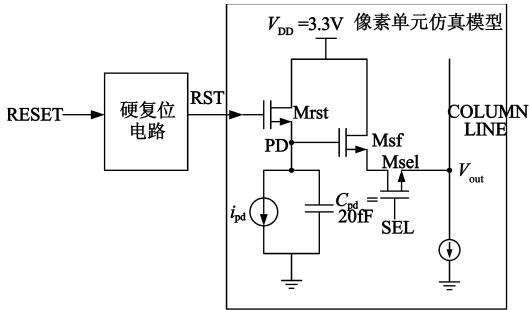 V_DD =3.3V 像素单元仿真模型
RESET
硬复位
电路
RST
Mrst
PD
Msf
COLUMN
LINE
Msel
V_out
i_pd
C_pd =
20fF
SEL